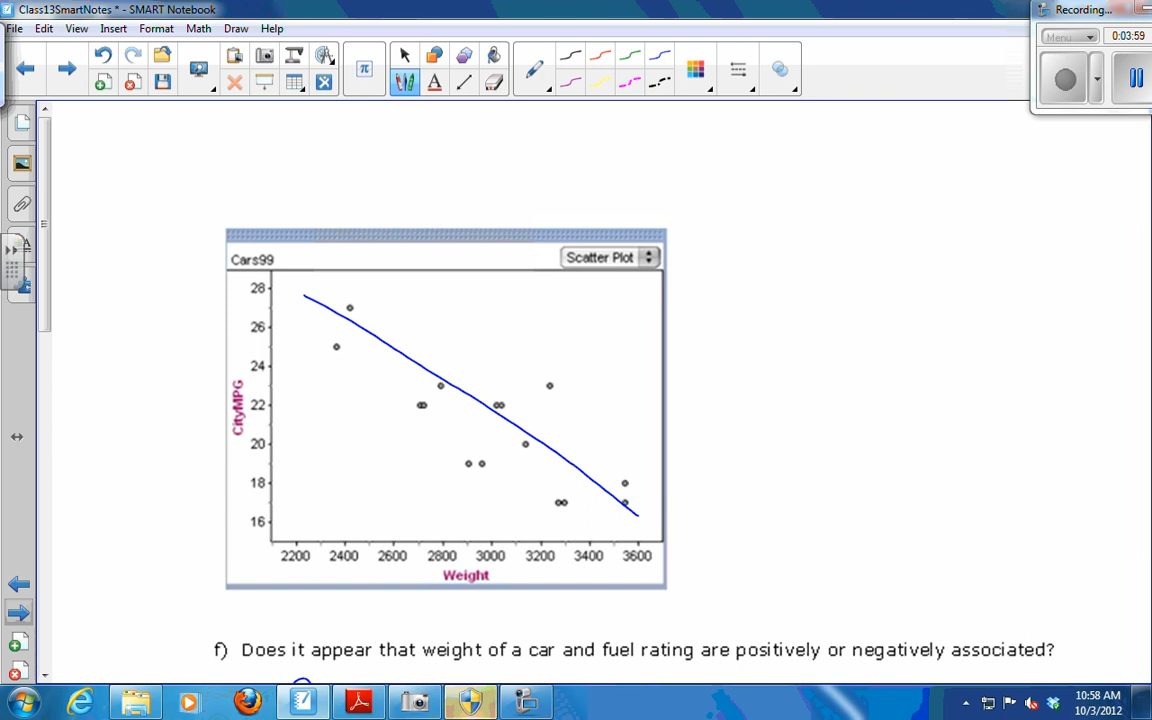 Class13SmartNotes * - SMART Notebook
Recording...
File Edit View Insert Format Math Draw Help
Menu
0:03:59
π
A
Cars99
Scatter Plot
28
26
24
22
20
18
16
CityMPG
2200 2400 2600 2800 3000 3200 3400 3600
Weight
f) Does it appear that weight of a car and fuel rating are positively or negatively associated?
10:58 AM
10/3/2012